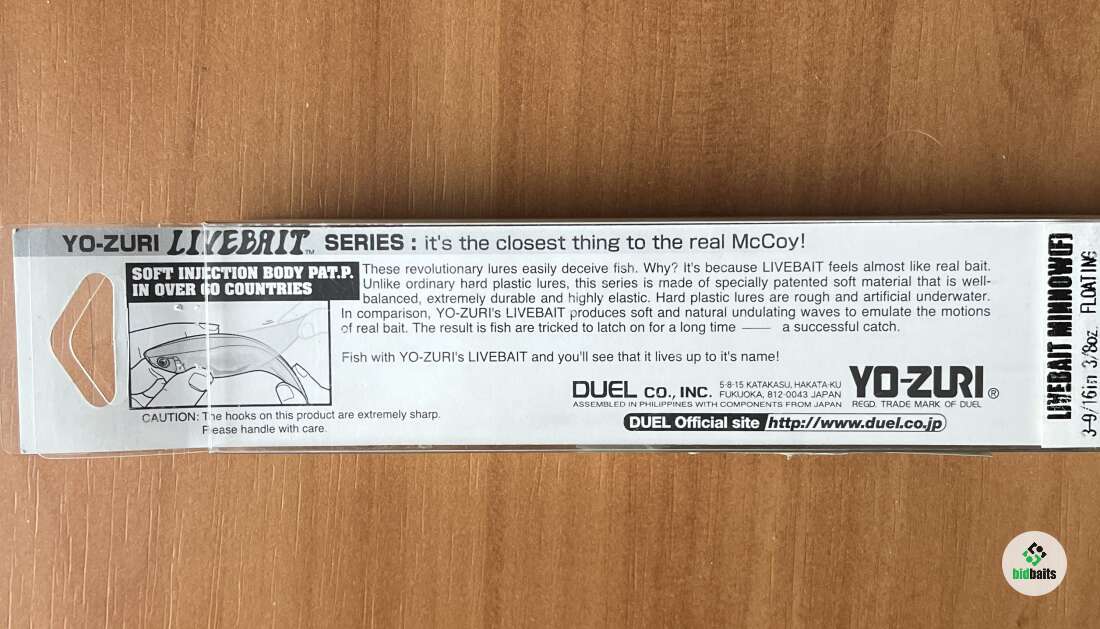 YO-ZURI LIVEBAIT™ SERIES : it's the closest thing to the real McCoy!
SOFT INJECTION BODY PAT.P.
IN OVER 60 COUNTRIES
These revolutionary lures easily deceive fish. Why? It's because LIVEBAIT feels almost like real bait.
Unlike ordinary hard plastic lures, this series is made of specially patented soft material that is well-
balanced, extremely durable and highly elastic. Hard plastic lures are rough and artificial underwater.
In comparison, YO-ZURI's LIVEBAIT produces soft and natural undulating waves to emulate the motions
of real bait. The result is fish are tricked to latch on for a long time —— a successful catch.
Fish with YO-ZURI's LIVEBAIT and you'll see that it lives up to it's name!
CAUTION: The hooks on this product are extremely sharp.
Please handle with care.
DUEL CO., INC. 5-8-15 KATAKASU, HAKATA-KU
FUKUOKA, 812-0043 JAPAN
ASSEMBLED IN PHILIPPINES WITH COMPONENTS FROM JAPAN
YO-ZURI®
REGD. TRADE MARK OF DUEL
DUEL Official site http://www.duel.co.jp
LIVEBAIT MINNOW(F)
3-9/16in 3/8oz. FLOATING
bidbaits